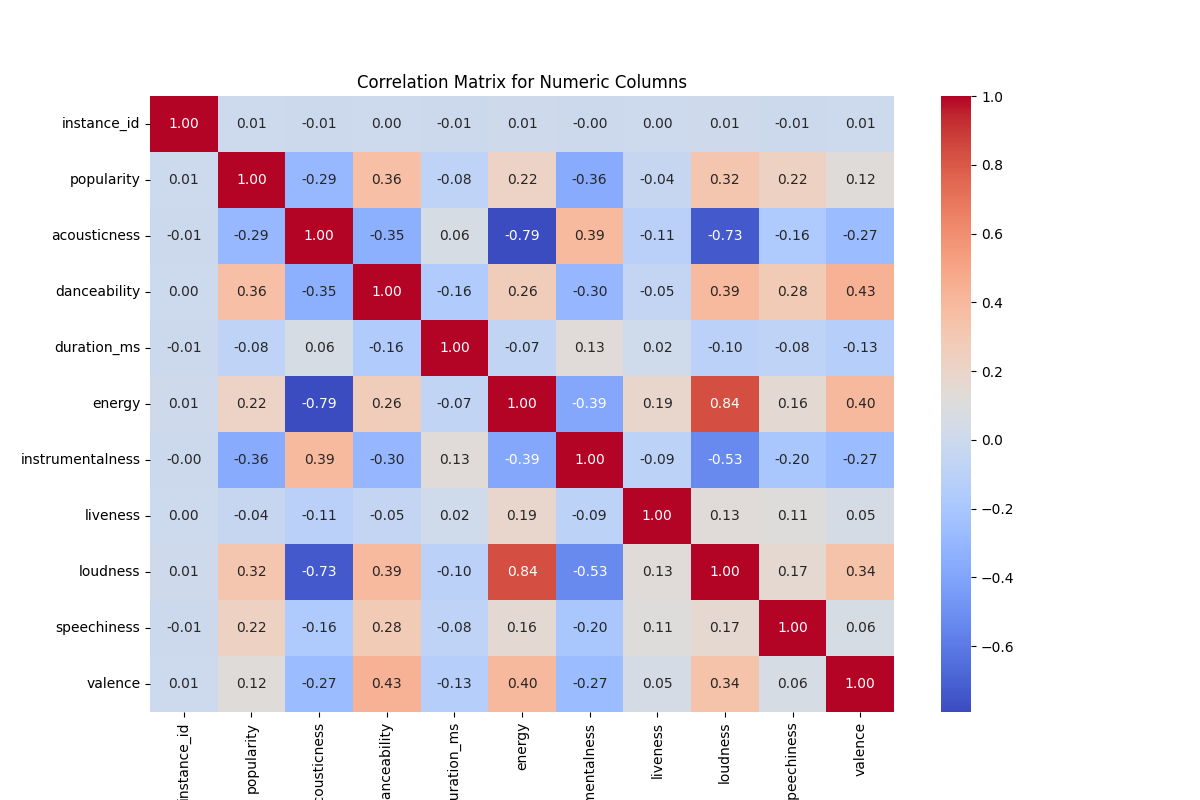 Correlation Matrix for Numeric Columns
instance_id 1.00 0.01 -0.01 0.00 -0.01 0.01 -0.00 0.00 0.01 -0.01 0.01
popularity 0.01 1.00 -0.29 0.36 -0.08 0.22 -0.36 -0.04 0.32 0.22 0.12
acousticness -0.01 -0.29 1.00 -0.35 0.06 -0.79 0.39 -0.11 -0.73 -0.16 -0.27
danceability 0.00 0.36 -0.35 1.00 -0.16 0.26 -0.30 -0.05 0.39 0.28 0.43
duration_ms -0.01 -0.08 0.06 -0.16 1.00 -0.07 0.13 0.02 -0.10 -0.08 -0.13
energy 0.01 0.22 -0.79 0.26 -0.07 1.00 -0.39 0.19 0.84 0.16 0.40
instrumentalness -0.00 -0.36 0.39 -0.30 0.13 -0.39 1.00 -0.09 -0.53 -0.20 -0.27
liveness 0.00 -0.04 -0.11 -0.05 0.02 0.19 -0.09 1.00 0.13 0.11 0.05
loudness 0.01 0.32 -0.73 0.39 -0.10 0.84 -0.53 0.13 1.00 0.17 0.34
speechiness -0.01 0.22 -0.16 0.28 -0.08 0.16 -0.20 0.11 0.17 1.00 0.06
valence 0.01 0.12 -0.27 0.43 -0.13 0.40 -0.27 0.05 0.34 0.06 1.00
instance_id
popularity
cousticness
anceability
uration_ms
energy
mentalness
liveness
loudness
peechiness
valence
1.0
0.8
0.6
0.4
0.2
0.0
−0.2
−0.4
−0.6